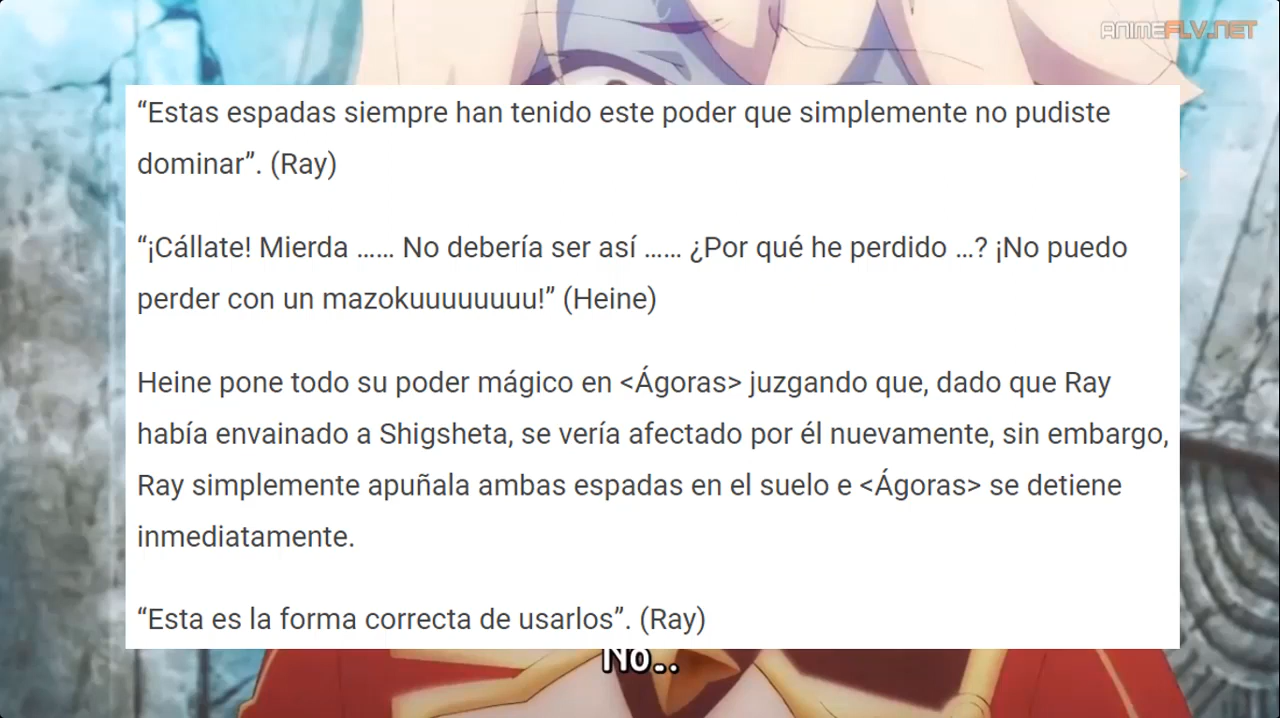 ANIMEFLV.NET
“Estas espadas siempre han tenido este poder que simplemente no pudiste
dominar”. (Ray)
“¡Cállate! Mierda …… No debería ser así …… ¿Por qué he perdido …? ¡No puedo
perder con un mazokuuuuuuuu!” (Heine)
Heine pone todo su poder mágico en <Ágoras> juzgando que, dado que Ray
había envainado a Shigsheta, se vería afectado por él nuevamente, sin embargo,
Ray simplemente apuñala ambas espadas en el suelo e <Ágoras> se detiene
inmediatamente.
“Esta es la forma correcta de usarlos”. (Ray)
No..